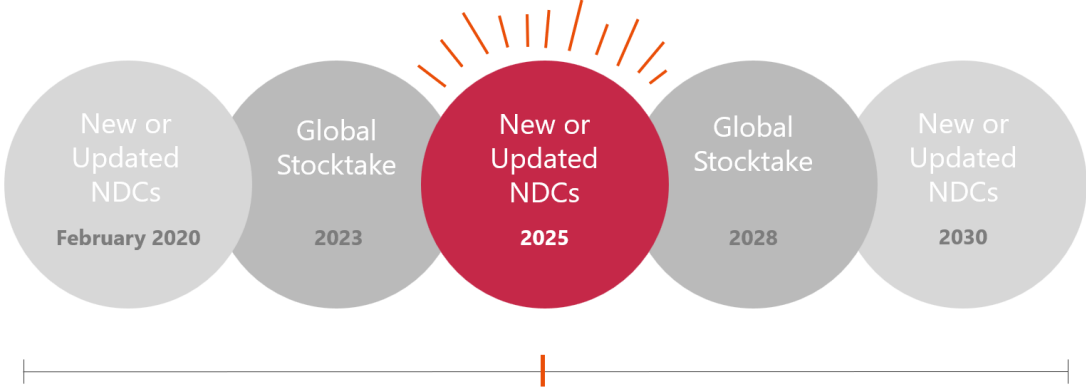 New or
Updated
NDCs
February 2020
Global
Stocktake
2023
New or
Updated
NDCs
2025
Global
Stocktake
2028
New or
Updated
NDCs
2030